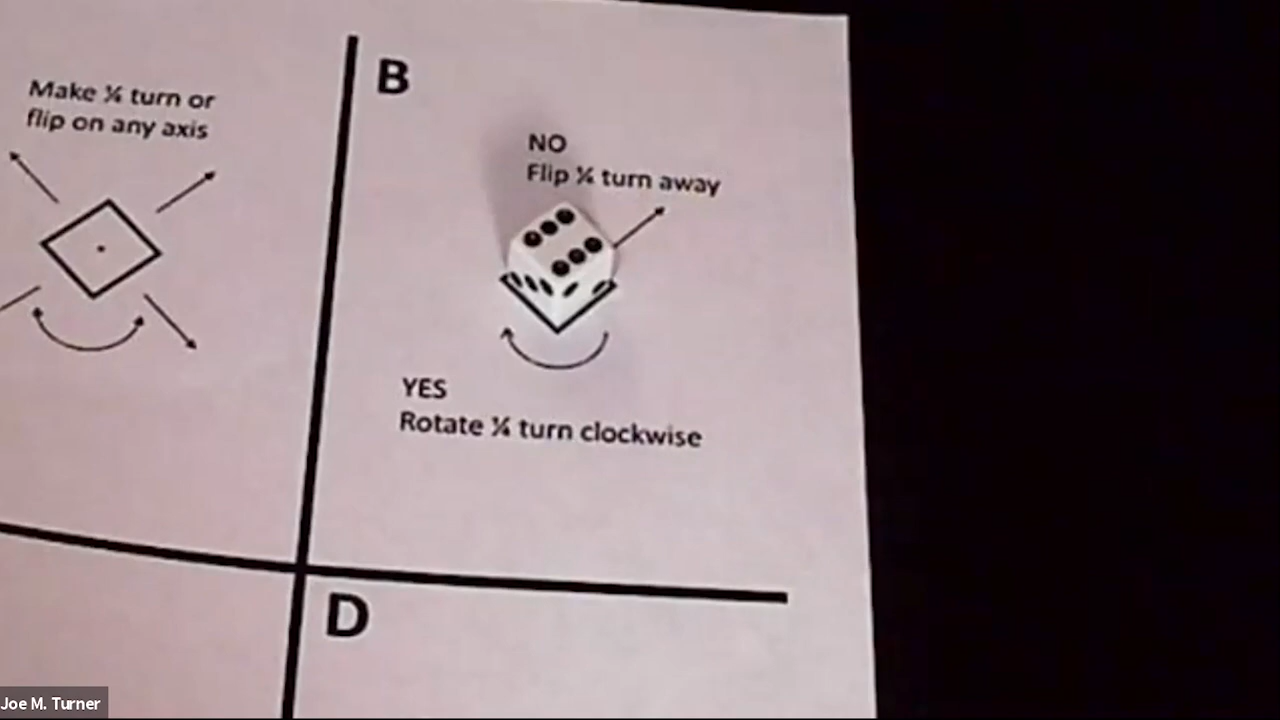 Make ¼ turn or
flip on any axis
B
NO
Flip ¼ turn away
YES
Rotate ¼ turn clockwise
D
Joe M. Turner